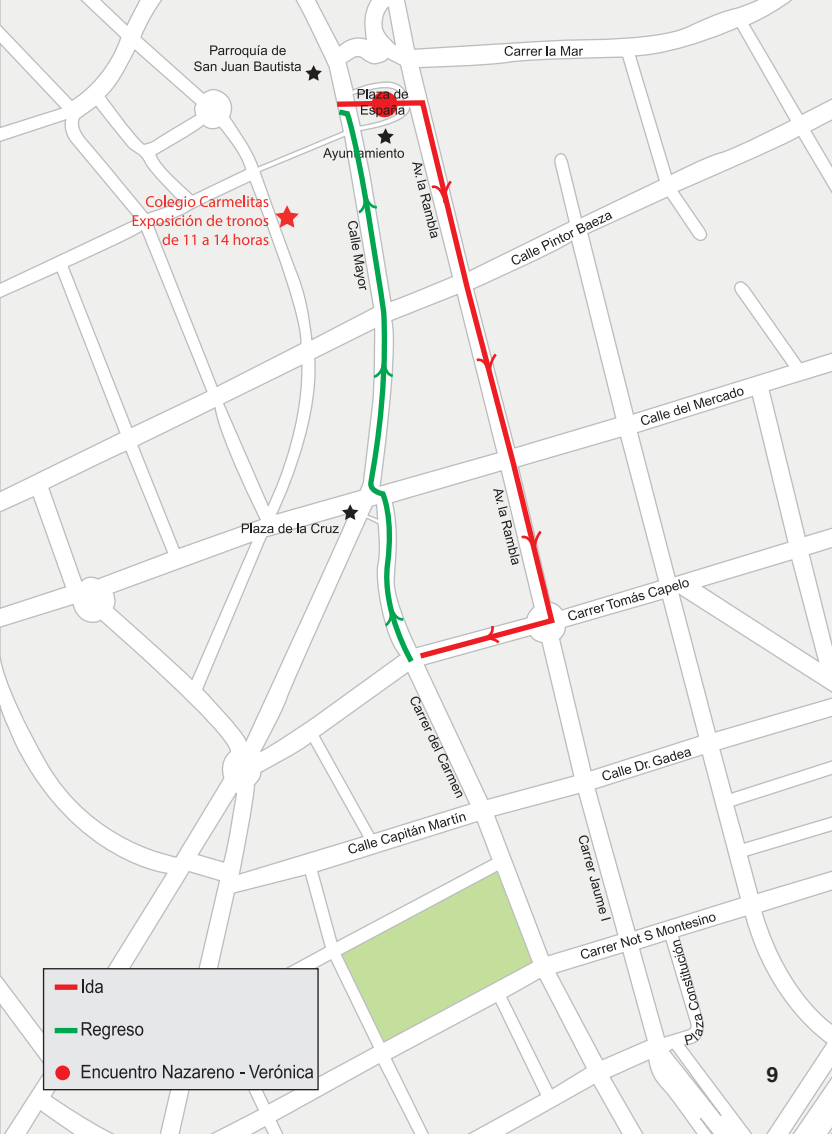 Parroquía de
San Juan Bautista
Carrer la Mar
Plaza de
España
Ayuntamiento
Av. la Rambla
Colegio Carmelitas
Exposición de tronos
de 11 a 14 horas
Calle Mayor
Calle Pintor Baeza
Calle del Mercado
Av. la Rambla
Plaza de la Cruz
Carrer Tomás Capelo
Carrer del Carmen
Calle Dr. Gadea
Calle Capitán Martín
Carrer Jaume I
Carrer Not S Montesino
Plaza Constitución
Ida
Regreso
Encuentro Nazareno - Verónica
9